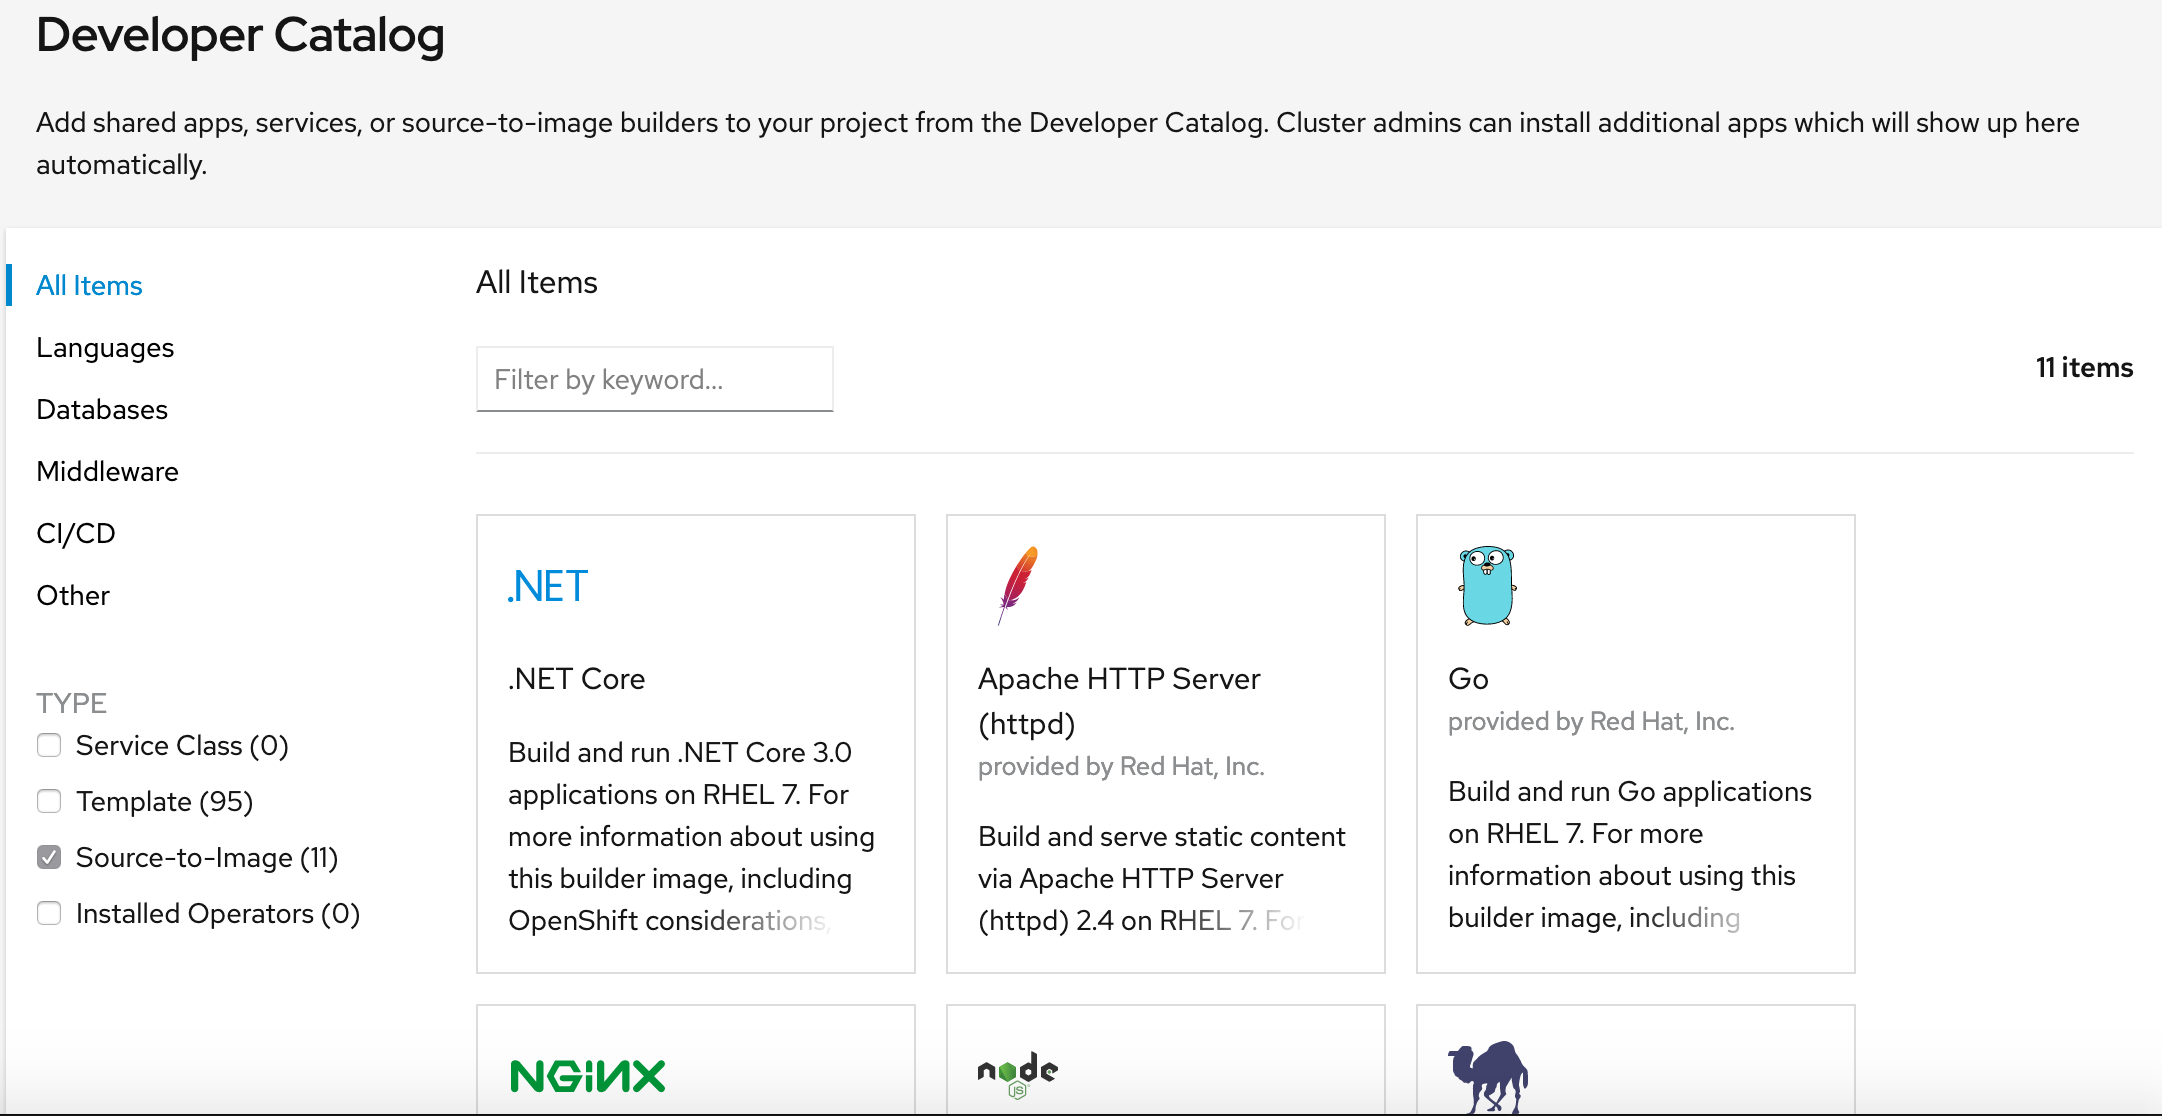 Developer Catalog
Add shared apps, services, or source-to-image builders to your project from the Developer Catalog. Cluster admins can install additional apps which will show up here
automatically.
All Items
Languages
Databases
Middleware
CI/CD
Other
TYPE
Service Class (0)
Template (95)
Source-to-Image (11)
Installed Operators (0)
All Items
Filter by keyword...
11 items
.NET
.NET Core
Build and run .NET Core 3.0
applications on RHEL 7. For
more information about using
this builder image, including
OpenShift considerations,
Apache HTTP Server
(httpd)
provided by Red Hat, Inc.
Build and serve static content
via Apache HTTP Server
(httpd) 2.4 on RHEL 7. For
Go
provided by Red Hat, Inc.
Build and run Go applications
on RHEL 7. For more
information about using this
builder image, including
NGINX
node
JS